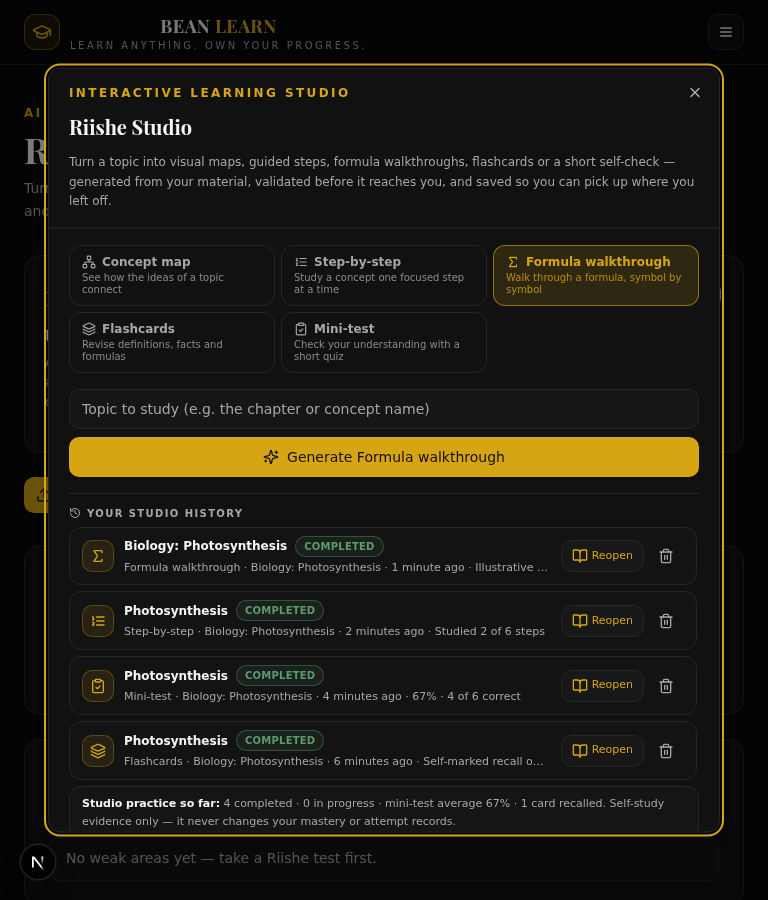 BEAN LEARN
LEARN ANYTHING. OWN YOUR PROGRESS.
AI
R
Tur
and
INTERACTIVE LEARNING STUDIO
Riishe Studio
Turn a topic into visual maps, guided steps, formula walkthroughs, flashcards or a short self-check —
generated from your material, validated before it reaches you, and saved so you can pick up where you
left off.
Concept map
See how the ideas of a topic
connect
Step-by-step
Study a concept one focused step
at a time
Formula walkthrough
Walk through a formula, symbol by
symbol
Flashcards
Revise definitions, facts and
formulas
Mini-test
Check your understanding with a
short quiz
Topic to study (e.g. the chapter or concept name)
Generate Formula walkthrough
YOUR STUDIO HISTORY
Biology: Photosynthesis COMPLETED
Formula walkthrough · Biology: Photosynthesis · 1 minute ago · Illustrative ...
Reopen
Photosynthesis COMPLETED
Step-by-step · Biology: Photosynthesis · 2 minutes ago · Studied 2 of 6 steps
Reopen
Photosynthesis COMPLETED
Mini-test · Biology: Photosynthesis · 4 minutes ago · 67% · 4 of 6 correct
Reopen
Photosynthesis COMPLETED
Flashcards · Biology: Photosynthesis · 6 minutes ago · Self-marked recall o...
Reopen
Studio practice so far: 4 completed · 0 in progress · mini-test average 67% · 1 card recalled. Self-study
evidence only — it never changes your mastery or attempt records.
No weak areas yet — take a Riishe test first.
N